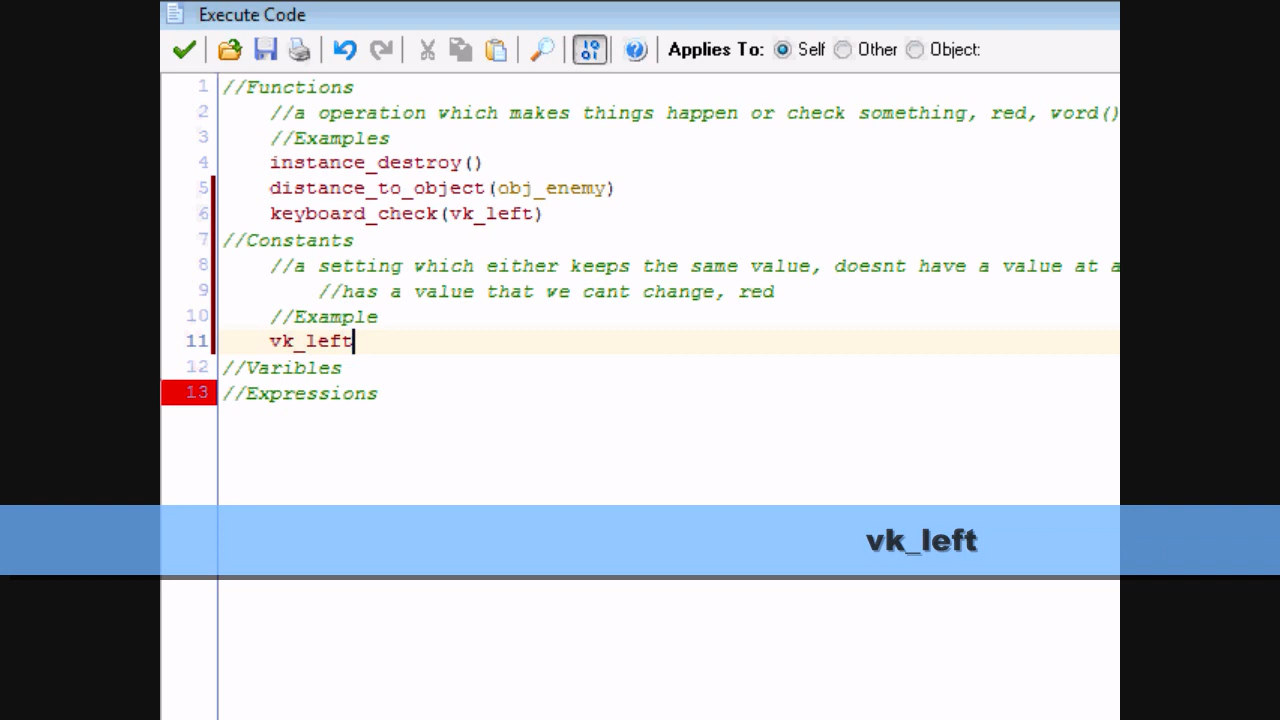 Execute Code
Applies To: Self Other Object:
1 //Functions
2 //a operation which makes things happen or check something, red, word()
3 //Examples
4 instance_destroy()
5 distance_to_object(obj_enemy)
6 keyboard_check(vk_left)
7 //Constants
8 //a setting which either keeps the same value, doesnt have a value at a
9 //has a value that we cant change, red
10 //Example
11 vk_left
12 //Varibles
13 //Expressions
vk_left